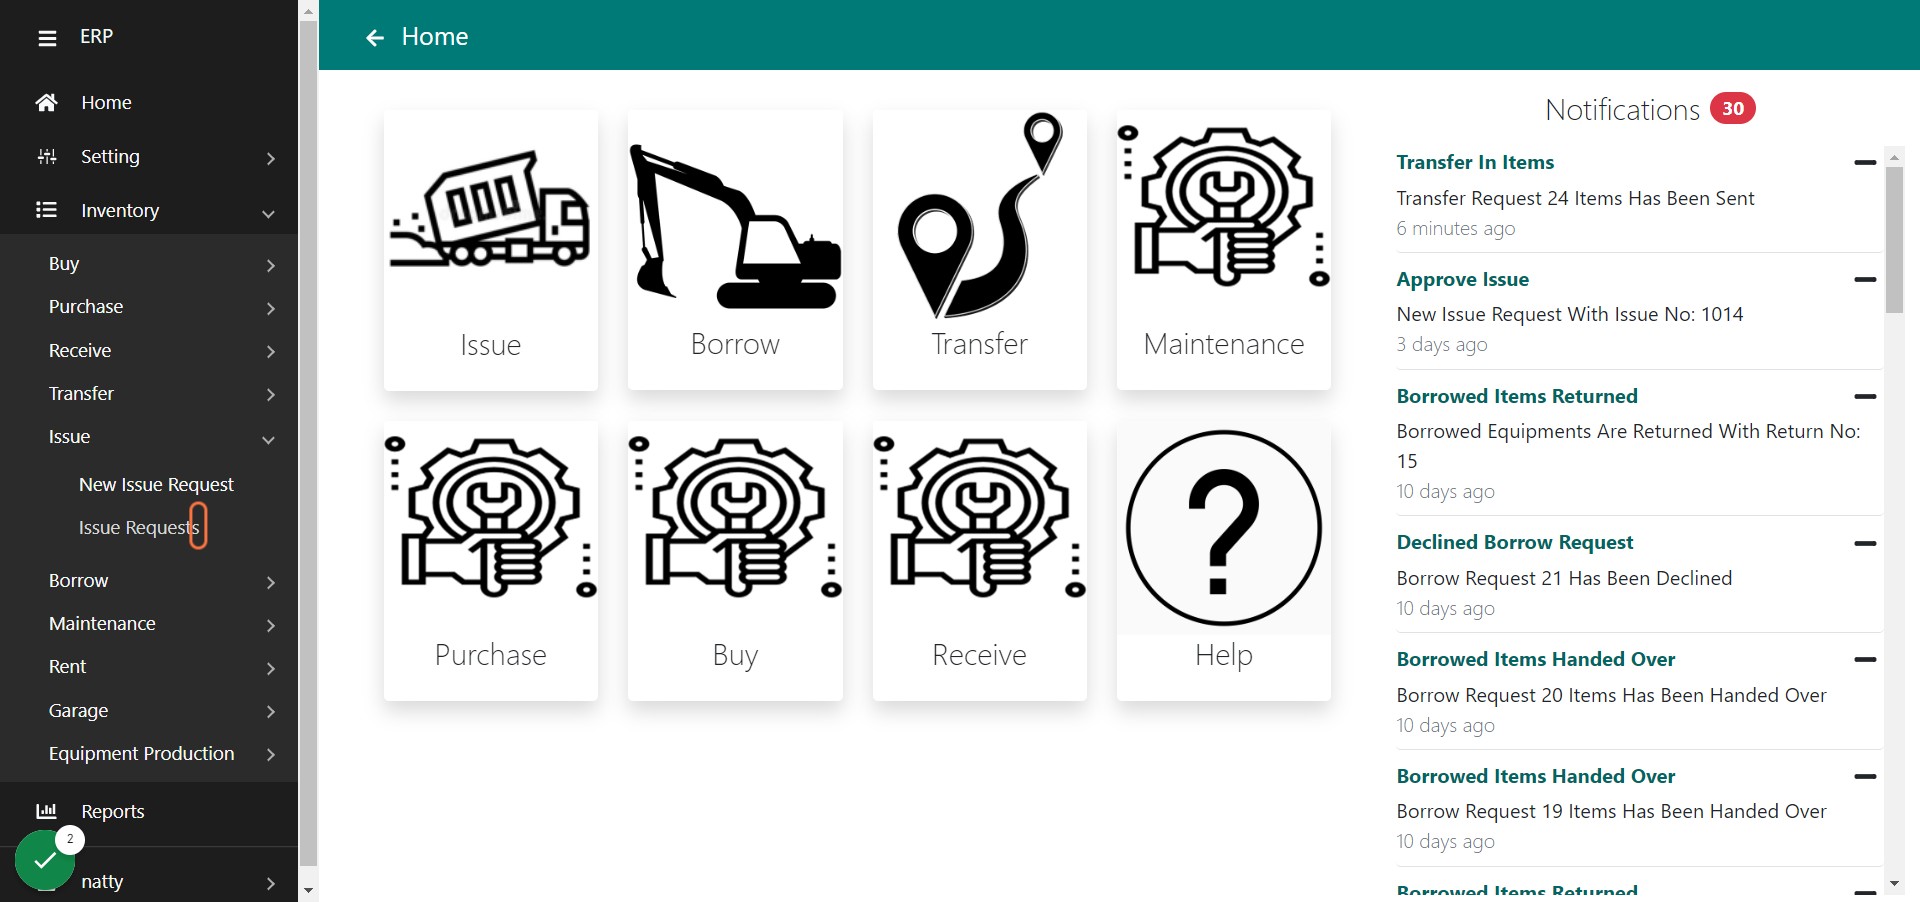 ERP
Home
Setting
Inventory
Buy
Purchase
Receive
Transfer
Issue
New Issue Request
Issue Requests
Borrow
Maintenance
Rent
Garage
Equipment Production
Reports
2
natty
Home
Issue
Borrow
Transfer
Maintenance
Purchase
Buy
Receive
Help
Notifications 30
Transfer In Items
Transfer Request 24 Items Has Been Sent
6 minutes ago
Approve Issue
New Issue Request With Issue No: 1014
3 days ago
Borrowed Items Returned
Borrowed Equipments Are Returned With Return No:
15
10 days ago
Declined Borrow Request
Borrow Request 21 Has Been Declined
10 days ago
Borrowed Items Handed Over
Borrow Request 20 Items Has Been Handed Over
10 days ago
Borrowed Items Handed Over
Borrow Request 19 Items Has Been Handed Over
10 days ago
Borrowed Items Returned